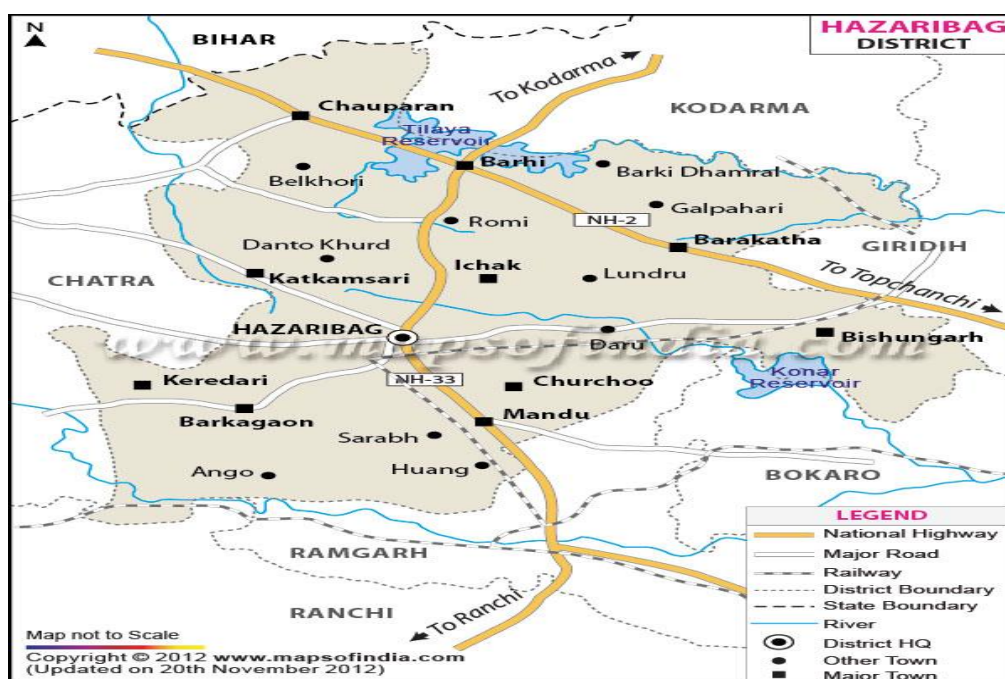 N
HAZARIBAG
DISTRICT
BIHAR
To Kodarma
KODARMA
Chauparan
Tilaya
Reservoir
Barhi
Belkhori
Barki Dhamral
Romi
NH-2
Galpahari
Danto Khurd
Barakatha
GIRIDIH
CHATRA
Katkamsari
Ichak
Lundru
To Topchanchi
HAZARIBAG
Daru
Bishungarh
www.mapsofindia.com
Keredari
NH-33
Churchoo
Konar
Reservoir
Barkagaon
Mandu
Sarabh
Ango
Huang
BOKARO
RAMGARH
RANCHI
To Ranchi
LEGEND
National Highway
Major Road
Railway
District Boundary
State Boundary
River
District HQ
Other Town
Major Town
Map not to Scale
Copyright © 2012 www.mapsofindia.com
(Updated on 20th November 2012)